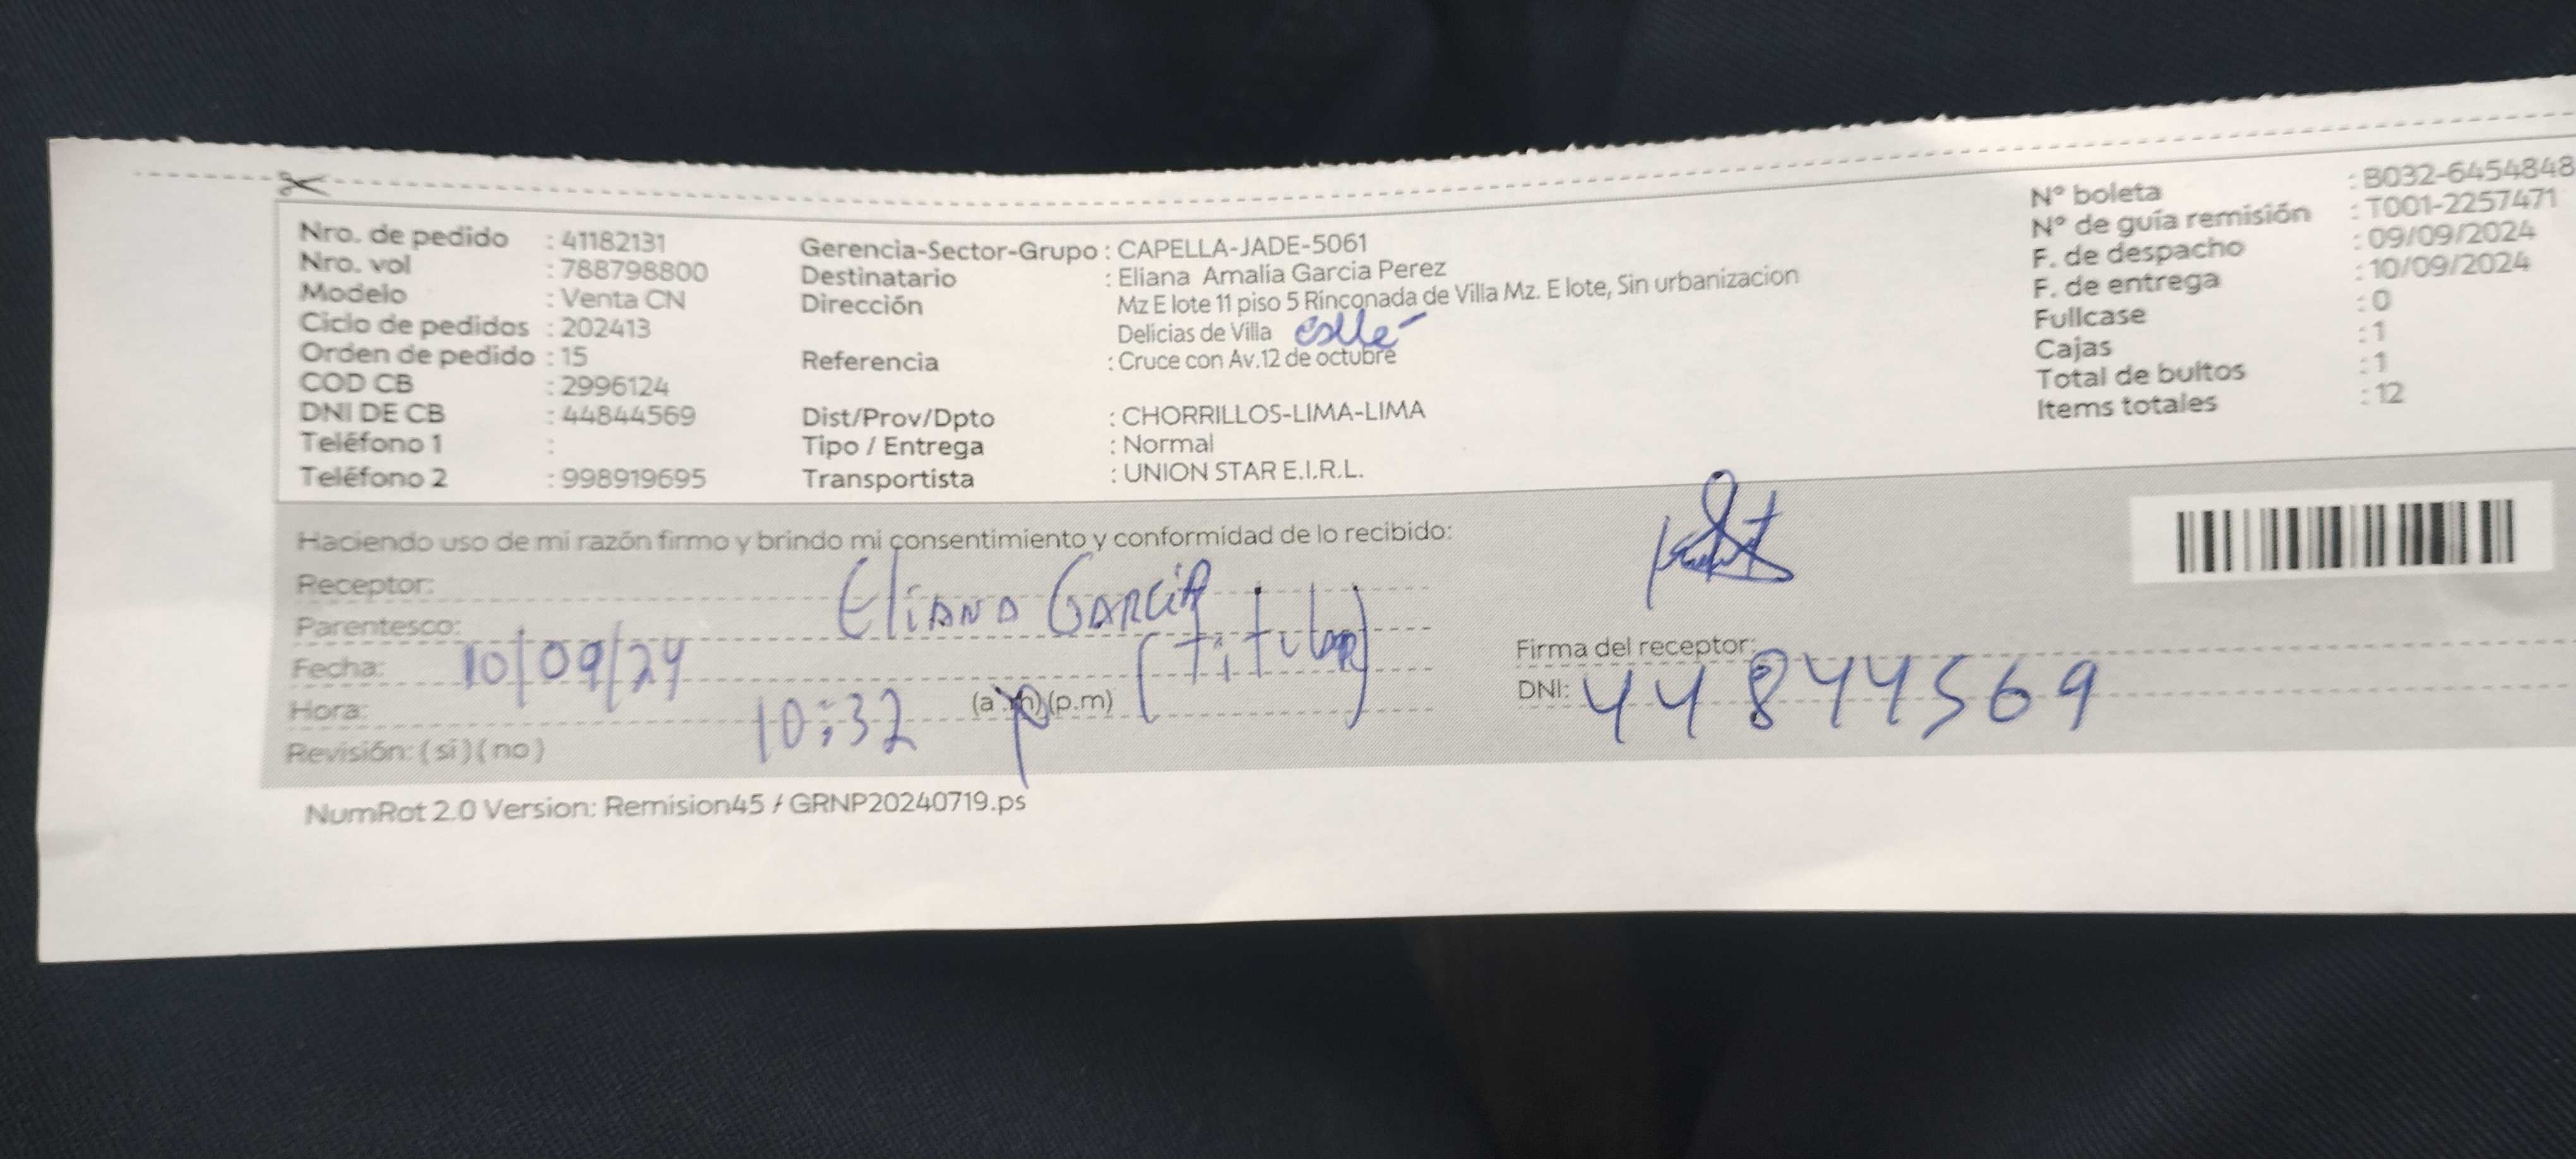 Nro. de pedido : 41182131
Nro. vol : 788798800
Modelo : Venta CN
Ciclo de pedidos : 202413
Orden de pedido : 15
COD CB : 2996124
DNI DE CB : 44844569
Teléfono 1 :
Teléfono 2 : 998919695
Gerencia-Sector-Grupo : CAPELLA-JADE-5061
Destinatario : Eliana Amalia Garcia Perez
Dirección Mz E lote 11 piso 5 Rinconada de Villa Mz. E lote, Sin urbanizacion
Delicias de Villa
Referencia : Cruce con Av.12 de octubre
Dist/Prov/Dpto : CHORRILLOS-LIMA-LIMA
Tipo / Entrega : Normal
Transportista : UNION STAR E.I.R.L.
N° boleta : B032-6454848
N° de guía remisión : T001-2257471
F. de despacho : 09/09/2024
F. de entrega : 10/09/2024
Fullcase : 0
Cajas : 1
Total de bultos : 1
Items totales : 12
Haciendo uso de mi razón firmo y brindo mi consentimiento y conformidad de lo recibido:
Receptor: Eliana Garcia
Parentesco: (Titular)
Fecha: 10/09/24
Hora: 10:32 (a.m) (p.m)
Revisión: (si) (no)
Firma del receptor:
DNI: 44844569
NumRot 2.0 Version: Remision45 / GRNP20240719.ps